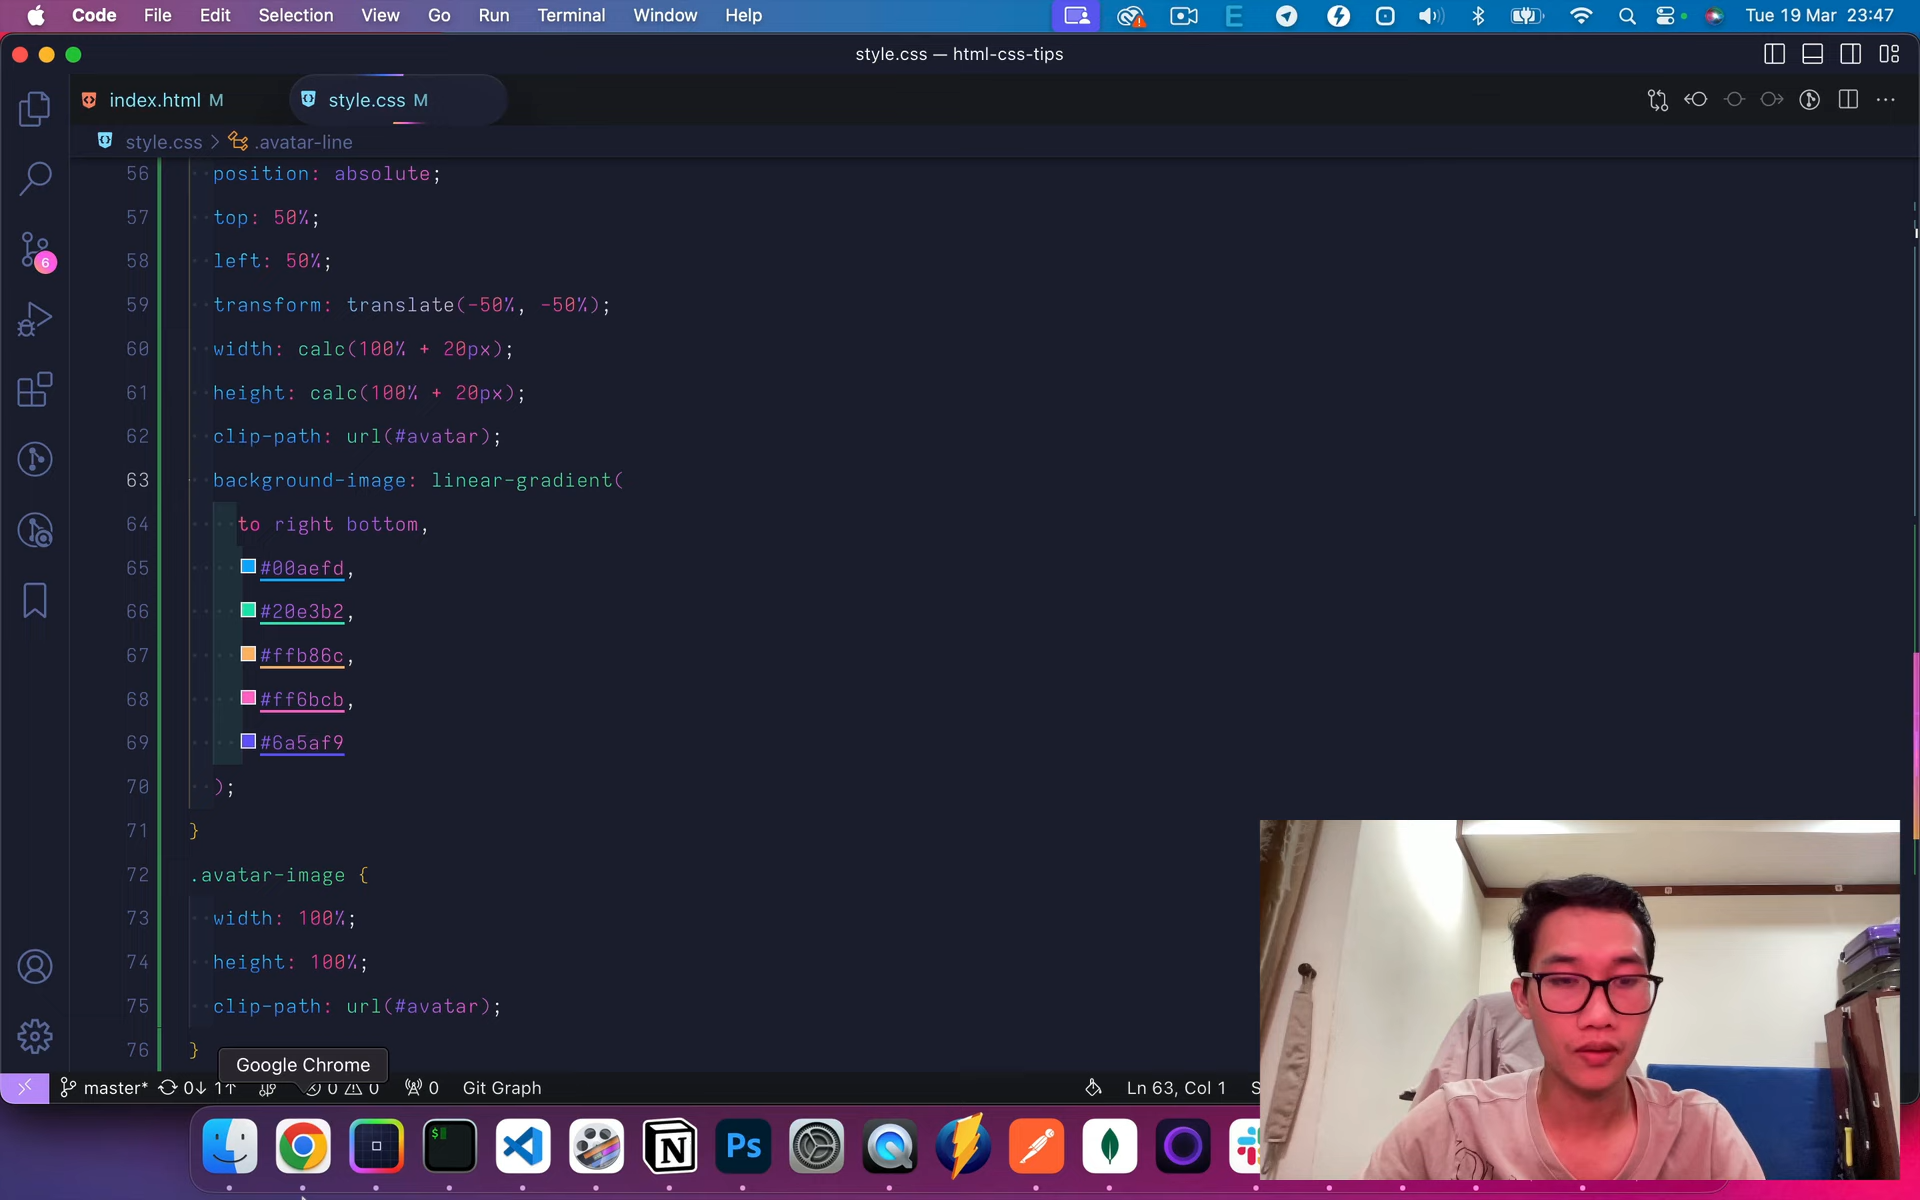 Code File Edit Selection View Go Run Terminal Window Help Tue 19 Mar 23:47
style.css — html-css-tips
index.html M
style.css M
style.css > .avatar-line
56 position: absolute;
57 top: 50%;
58 left: 50%;
59 transform: translate(-50%, -50%);
60 width: calc(100% + 20px);
61 height: calc(100% + 20px);
62 clip-path: url(#avatar);
63 background-image: linear-gradient(
64 to right bottom,
65 #00aefd,
66 #20e3b2,
67 #ffb86c,
68 #ff6bcb,
69 #6a5af9
70 );
71 }
72 .avatar-image {
73 width: 100%;
74 height: 100%;
75 clip-path: url(#avatar);
76 }
6
Google Chrome
master* 0↓ 1↑ 0 0 0 Git Graph Ln 63, Col 1 S
$ N Ps